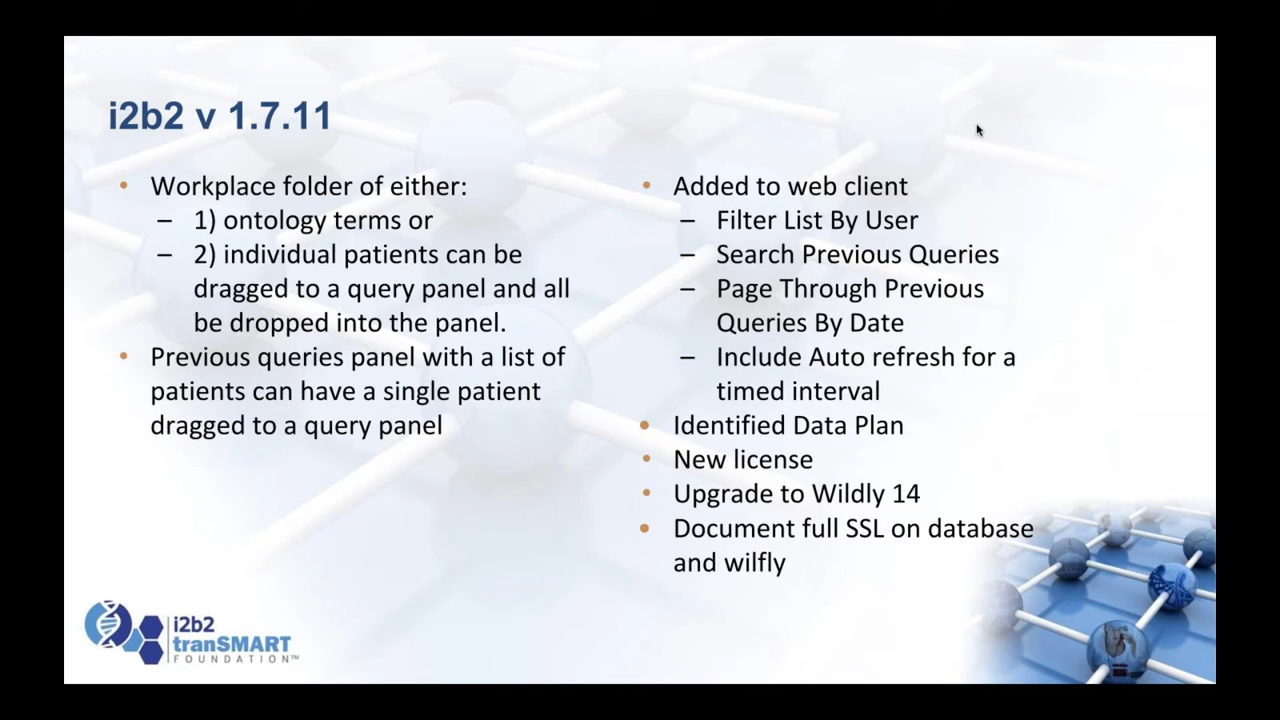 i2b2 v 1.7.11
• Workplace folder of either:
– 1) ontology terms or
– 2) individual patients can be
dragged to a query panel and all
be dropped into the panel.
• Previous queries panel with a list of
patients can have a single patient
dragged to a query panel
• Added to web client
– Filter List By User
– Search Previous Queries
– Page Through Previous
Queries By Date
– Include Auto refresh for a
timed interval
• Identified Data Plan
• New license
• Upgrade to Wildly 14
• Document full SSL on database
and wilfly
i2b2
tranSMART
FOUNDATION™